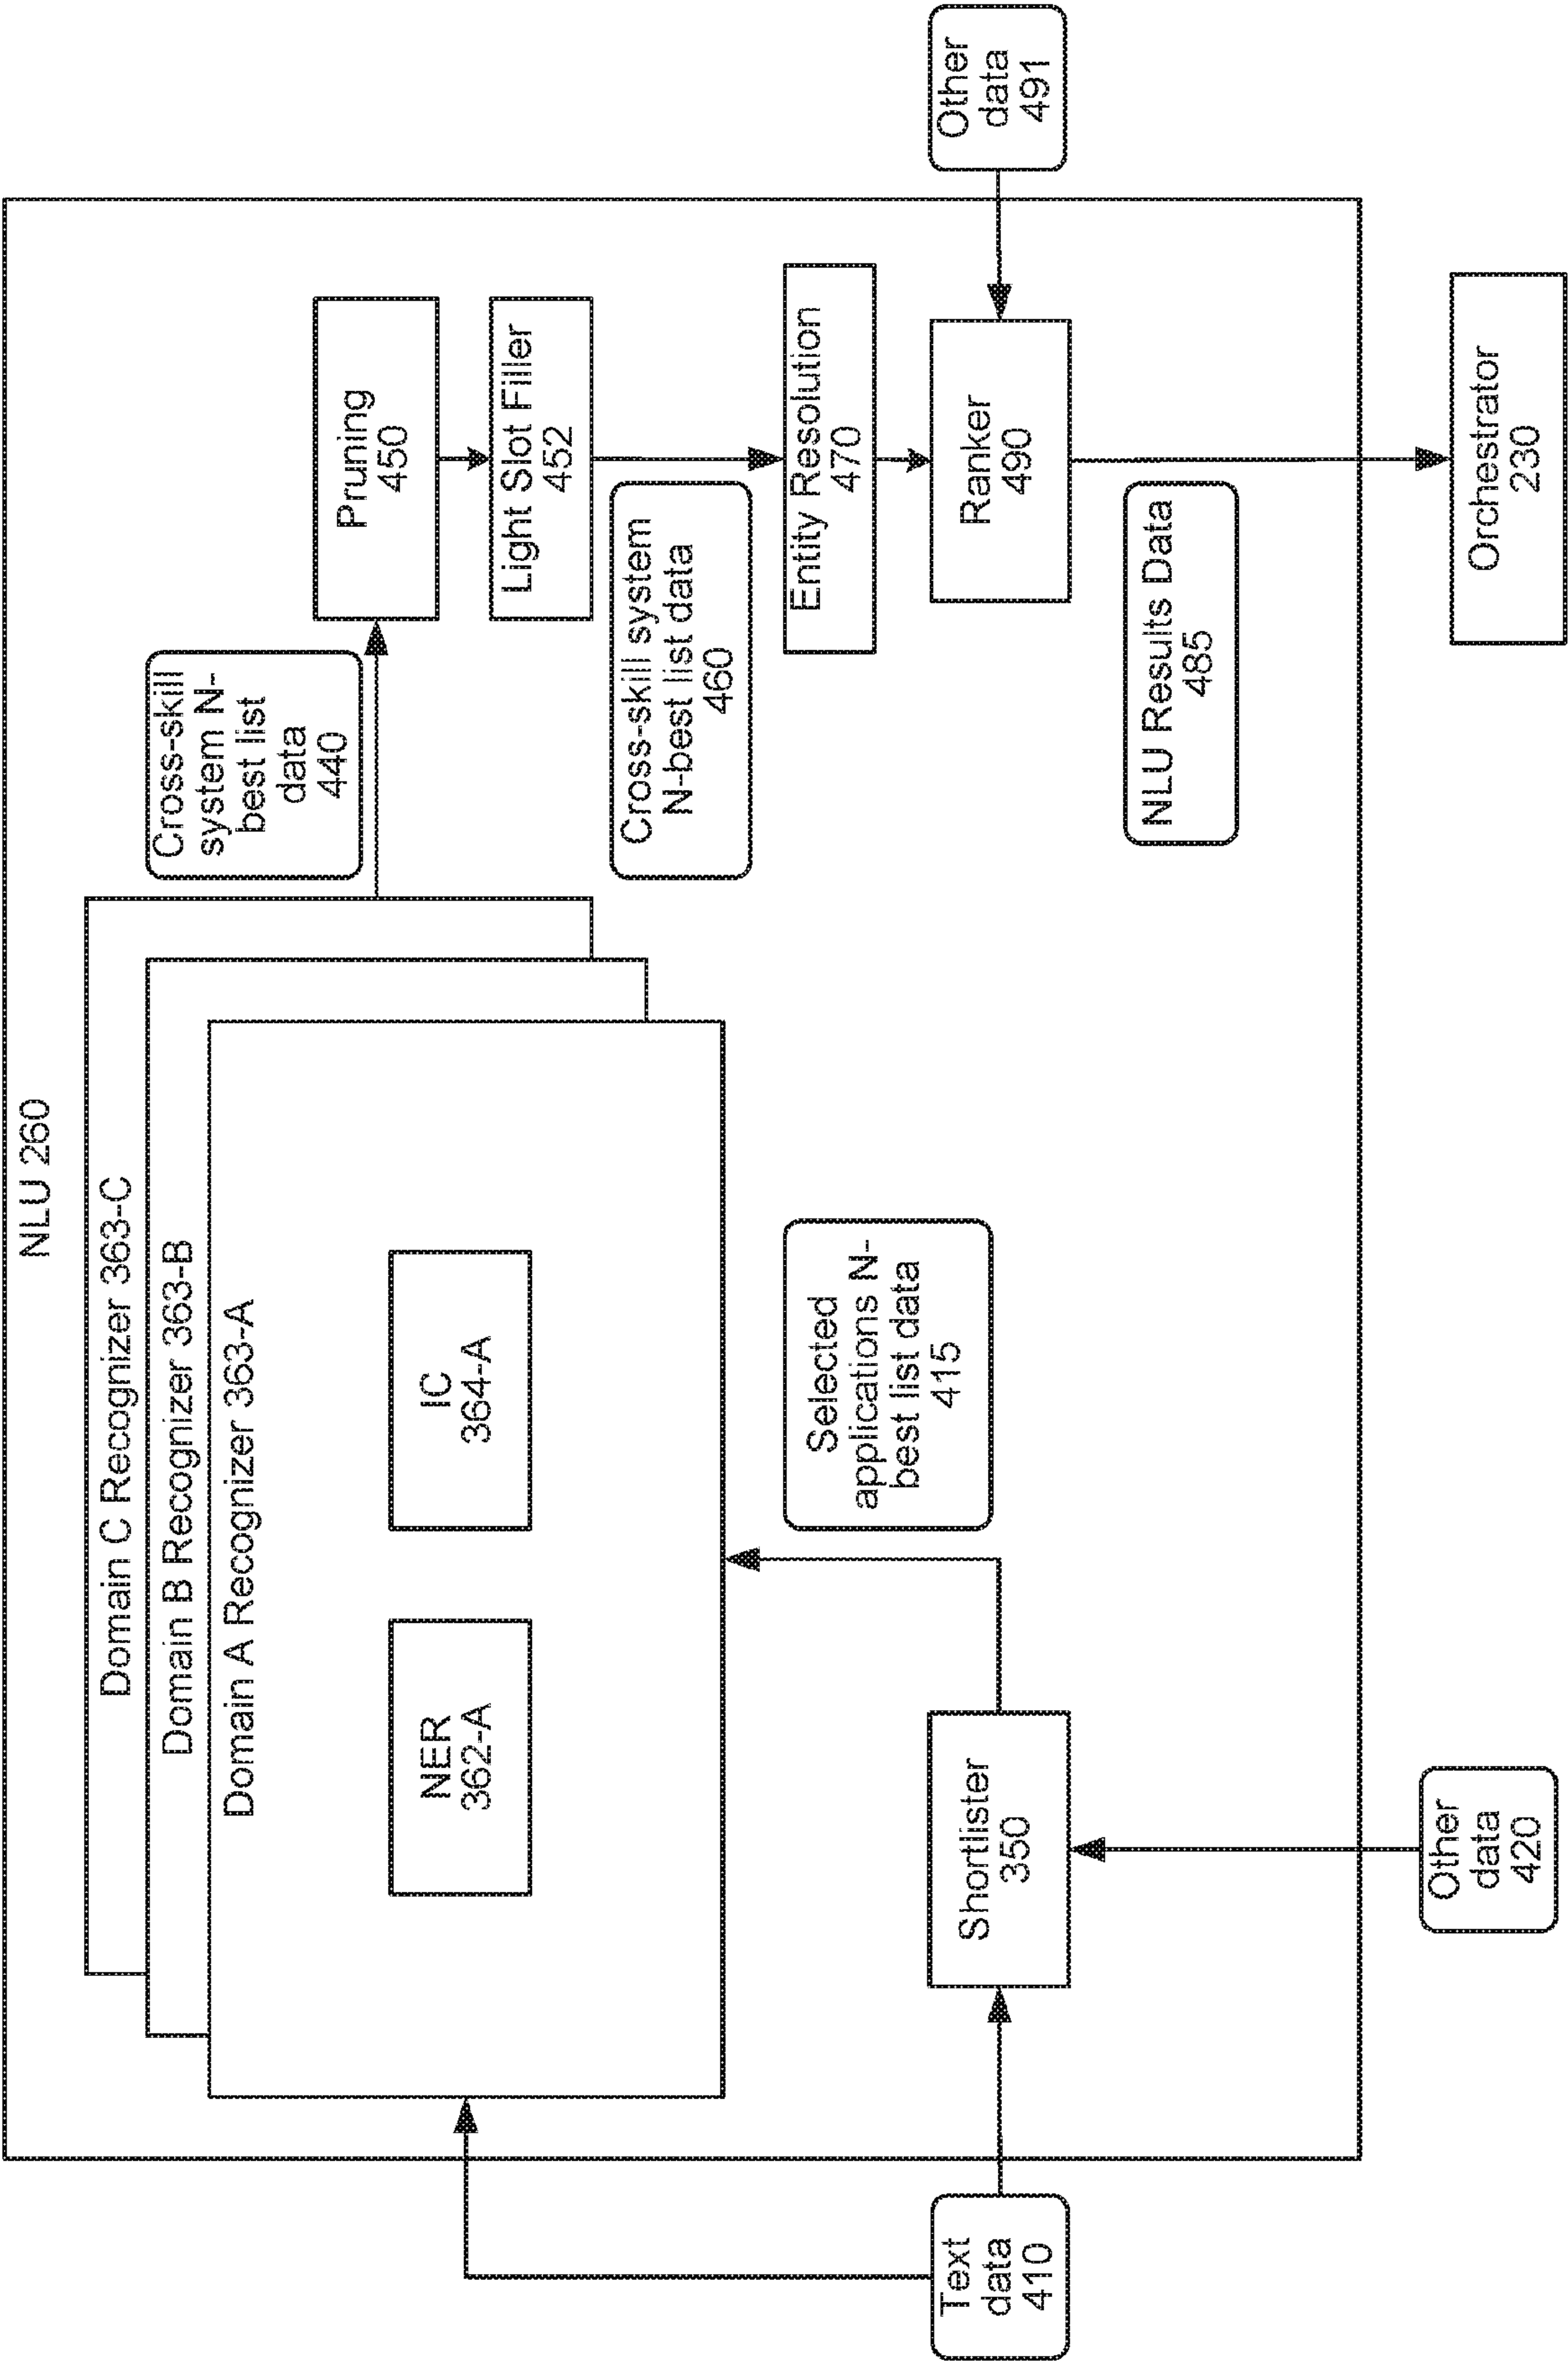 NLU 260
Domain C Recognizer 363-C
Domain B Recognizer 363-B
Domain A Recognizer 363-A
NER
362-A
IC
364-A
Cross-skill
system N-
best list
data
440
Pruning
450
Light Slot Filler
452
Cross-skill system
N-best list data
460
Entity Resolution
470
Selected
applications N-
best list data
415
Text
data
410
Shortlister
350
Ranker
490
Other
data
491
NLU Results Data
485
Other
data
420
Orchestrator
230